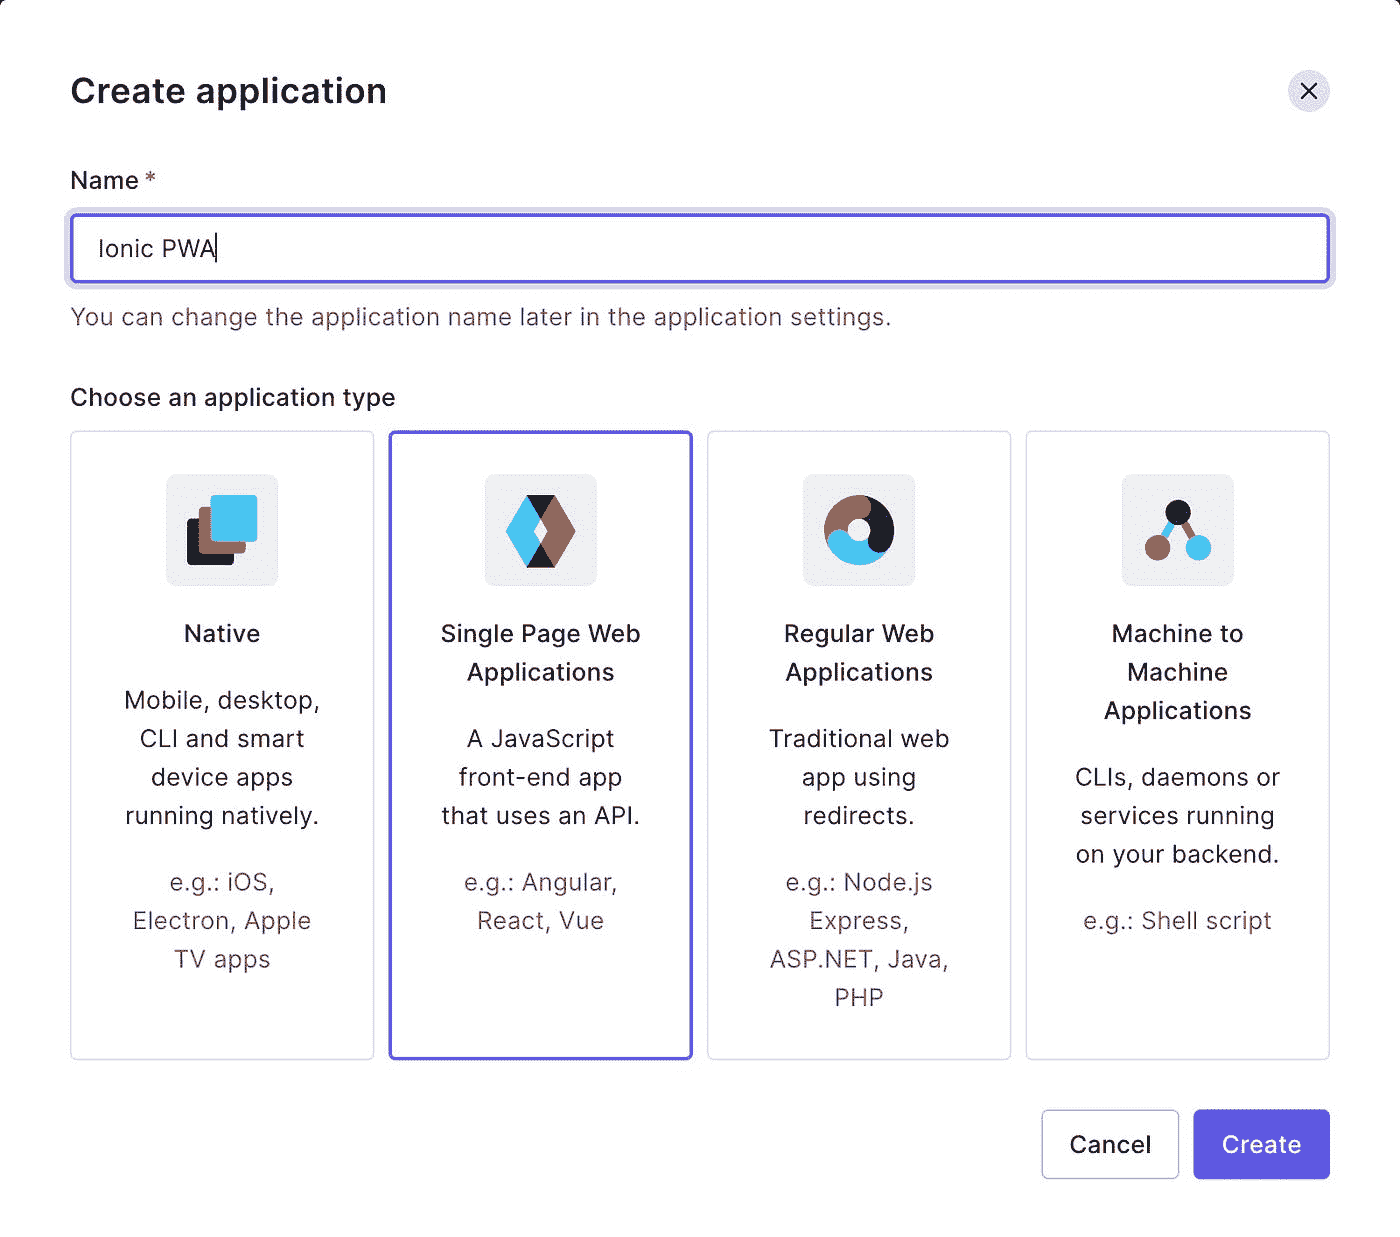 Create application
Name *
Ionic PWA
You can change the application name later in the application settings.
Choose an application type
Native
Mobile, desktop,
CLI and smart
device apps
running natively.
e.g.: iOS,
Electron, Apple
TV apps
Single Page Web
Applications
A JavaScript
front-end app
that uses an API.
e.g.: Angular,
React, Vue
Regular Web
Applications
Traditional web
app using
redirects.
e.g.: Node.js
Express,
ASP.NET, Java,
PHP
Machine to
Machine
Applications
CLIs, daemons or
services running
on your backend.
e.g.: Shell script
Cancel
Create